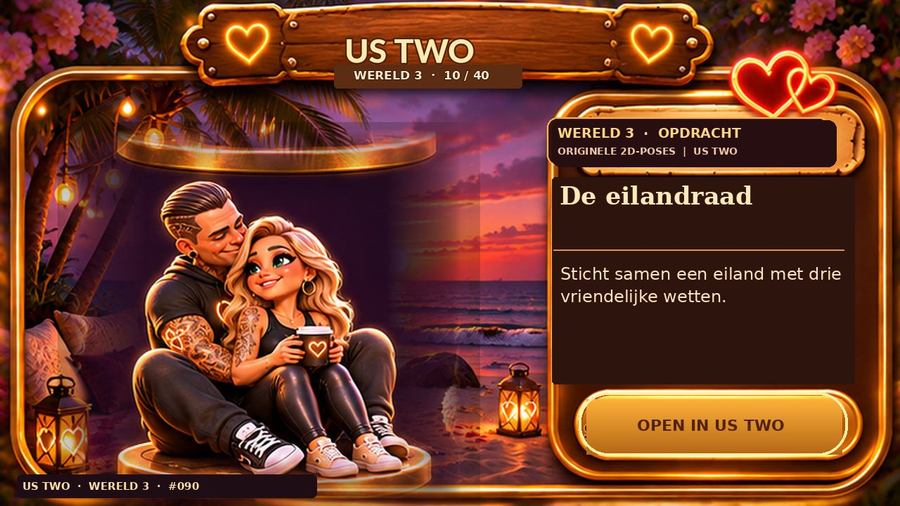 US TWO
WERELD 3 · 10 / 40
WERELD 3 · OPDRACHT
ORIGINELE 2D-POSES | US TWO
De eilandraad
Sticht samen een eiland met drie
vriendelijke wetten.
OPEN IN US TWO
US TWO · WERELD 3 · #090